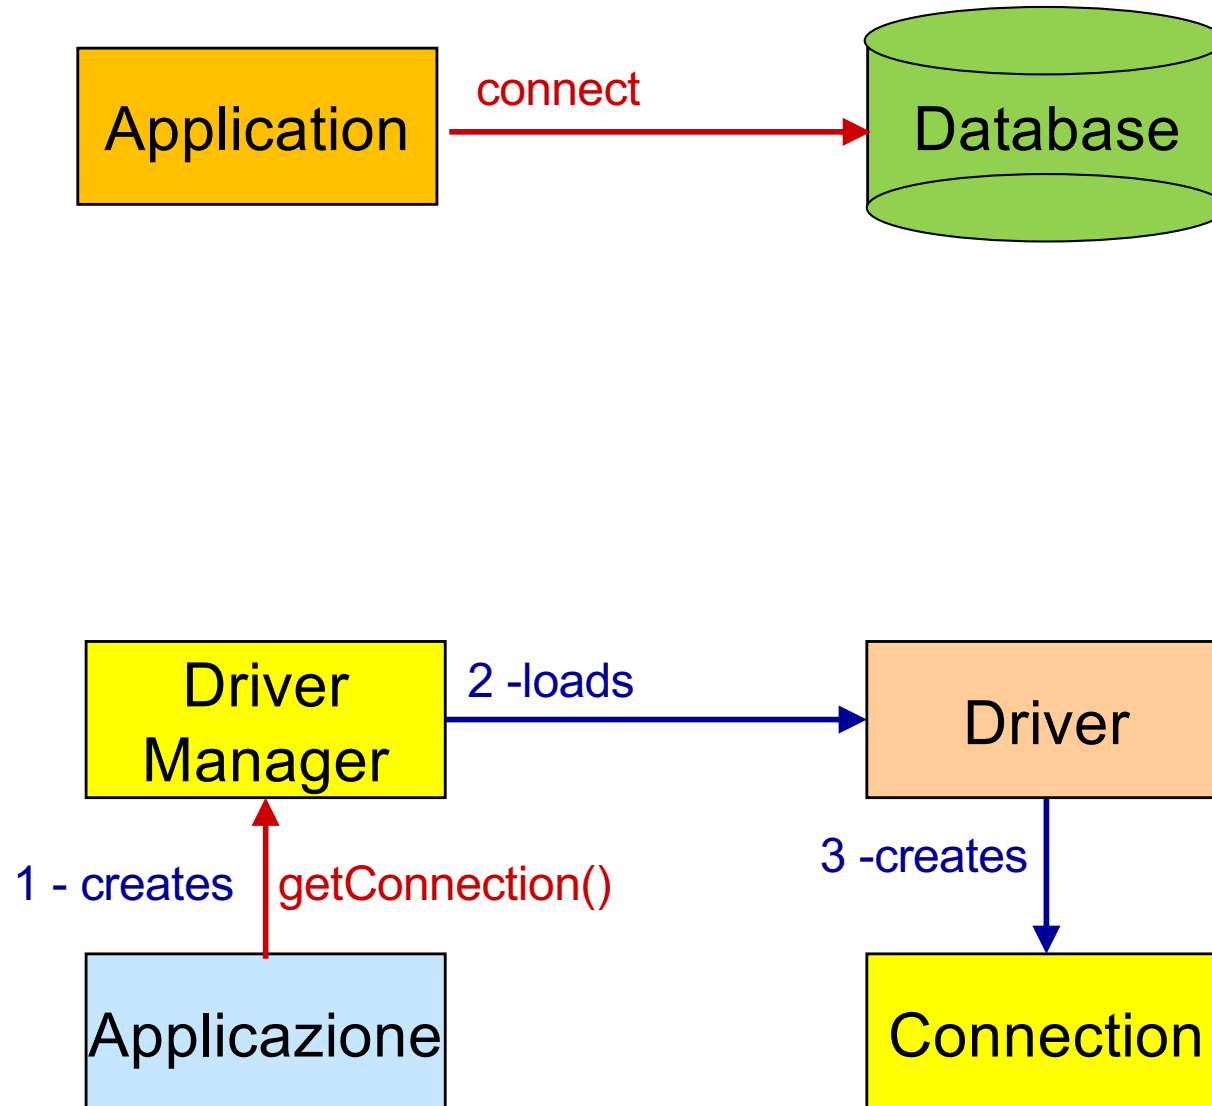 Application
connect
Database
Driver
Manager
2 -loads
Driver
1 - creates
getConnection()
3 -creates
Applicazione
Connection